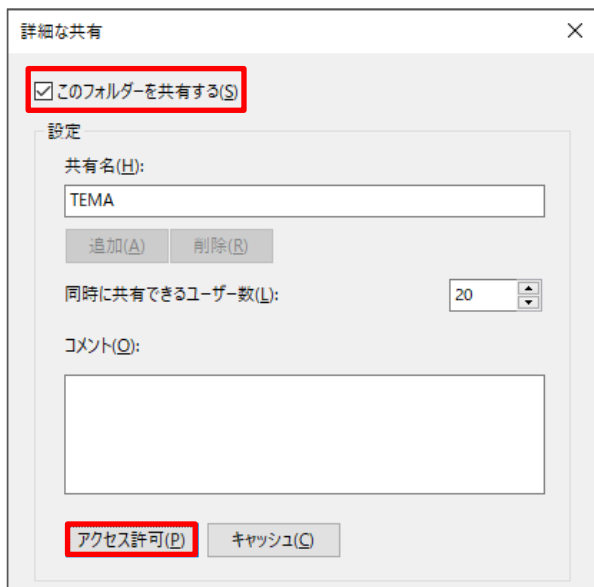 詳細な共有
このフォルダーを共有する(S)
設定
共有名(H):
TEMA
追加(A) 削除(R)
同時に共有できるユーザー数(L): 20
コメント(O):
アクセス許可(P) キャッシュ(C)